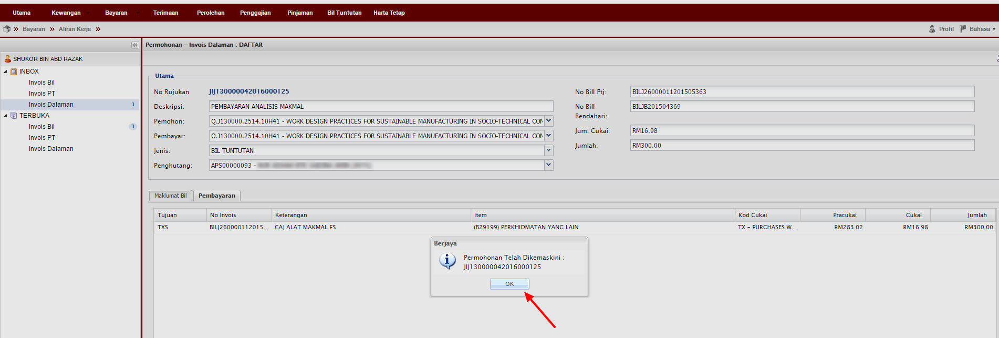 Utama Kewangan Bayaran Terimaan Perolehan Penggajian Pinjaman Bil Tuntutan Harta Tetap
Bayaran Aliran Kerja Profil Bahasa
SHUKOR BIN ABD RAZAK
INBOX
Invois Bil
Invois PT
Invois Dalaman 1
TERBUKA
Invois Bil 1
Invois PT
Invois Dalaman
Permohonan - Invois Dalaman : DAFTAR
Utama
No Rujukan JIJ130000042016000125
Deskripsi: PEMBAYARAN ANALISIS MAKMAL
Pemohon: Q.J130000.2514.10H41 - WORK DESIGN PRACTICES FOR SUSTAINABLE MANUFACTURING IN SOCIO-TECHNICAL CON
Pembayar: Q.J130000.2514.10H41 - WORK DESIGN PRACTICES FOR SUSTAINABLE MANUFACTURING IN SOCIO-TECHNICAL CON
Jenis: BIL TUNTUTAN
Penghutang: APS00000093 -
No Bill Ptj: BILJ26000011201505363
No Bill Bendahari: BILJB201504369
Jum. Cukai: RM16.98
Jumlah: RM300.00
Maklumat Bil Pembayaran
Tujuan No Invois Keterangan Item Kod Cukai Pracukai Cukai Jumlah
TXS BILJ260000112015... CAJ ALAT MAKMAL FS (B29199) PERKHIDMATAN YANG LAIN TX - PURCHASES W... RM283.02 RM16.98 RM300.00
Berjaya
Permohonan Telah Dikemaskini :
JIJ130000042016000125
OK